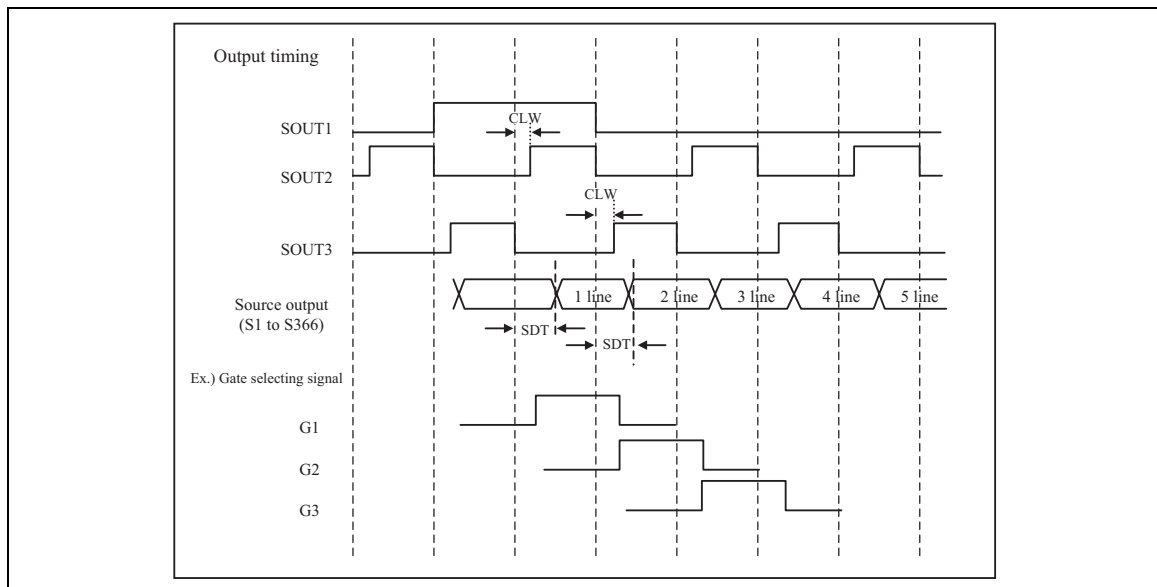 Output timing
SOUT1
CLW
SOUT2
CLW
SOUT3
Source output
(S1 to S366)
1 line
2 line
3 line
4 line
5 line
SDT
SDT
Ex.) Gate selecting signal
G1
G2
G3